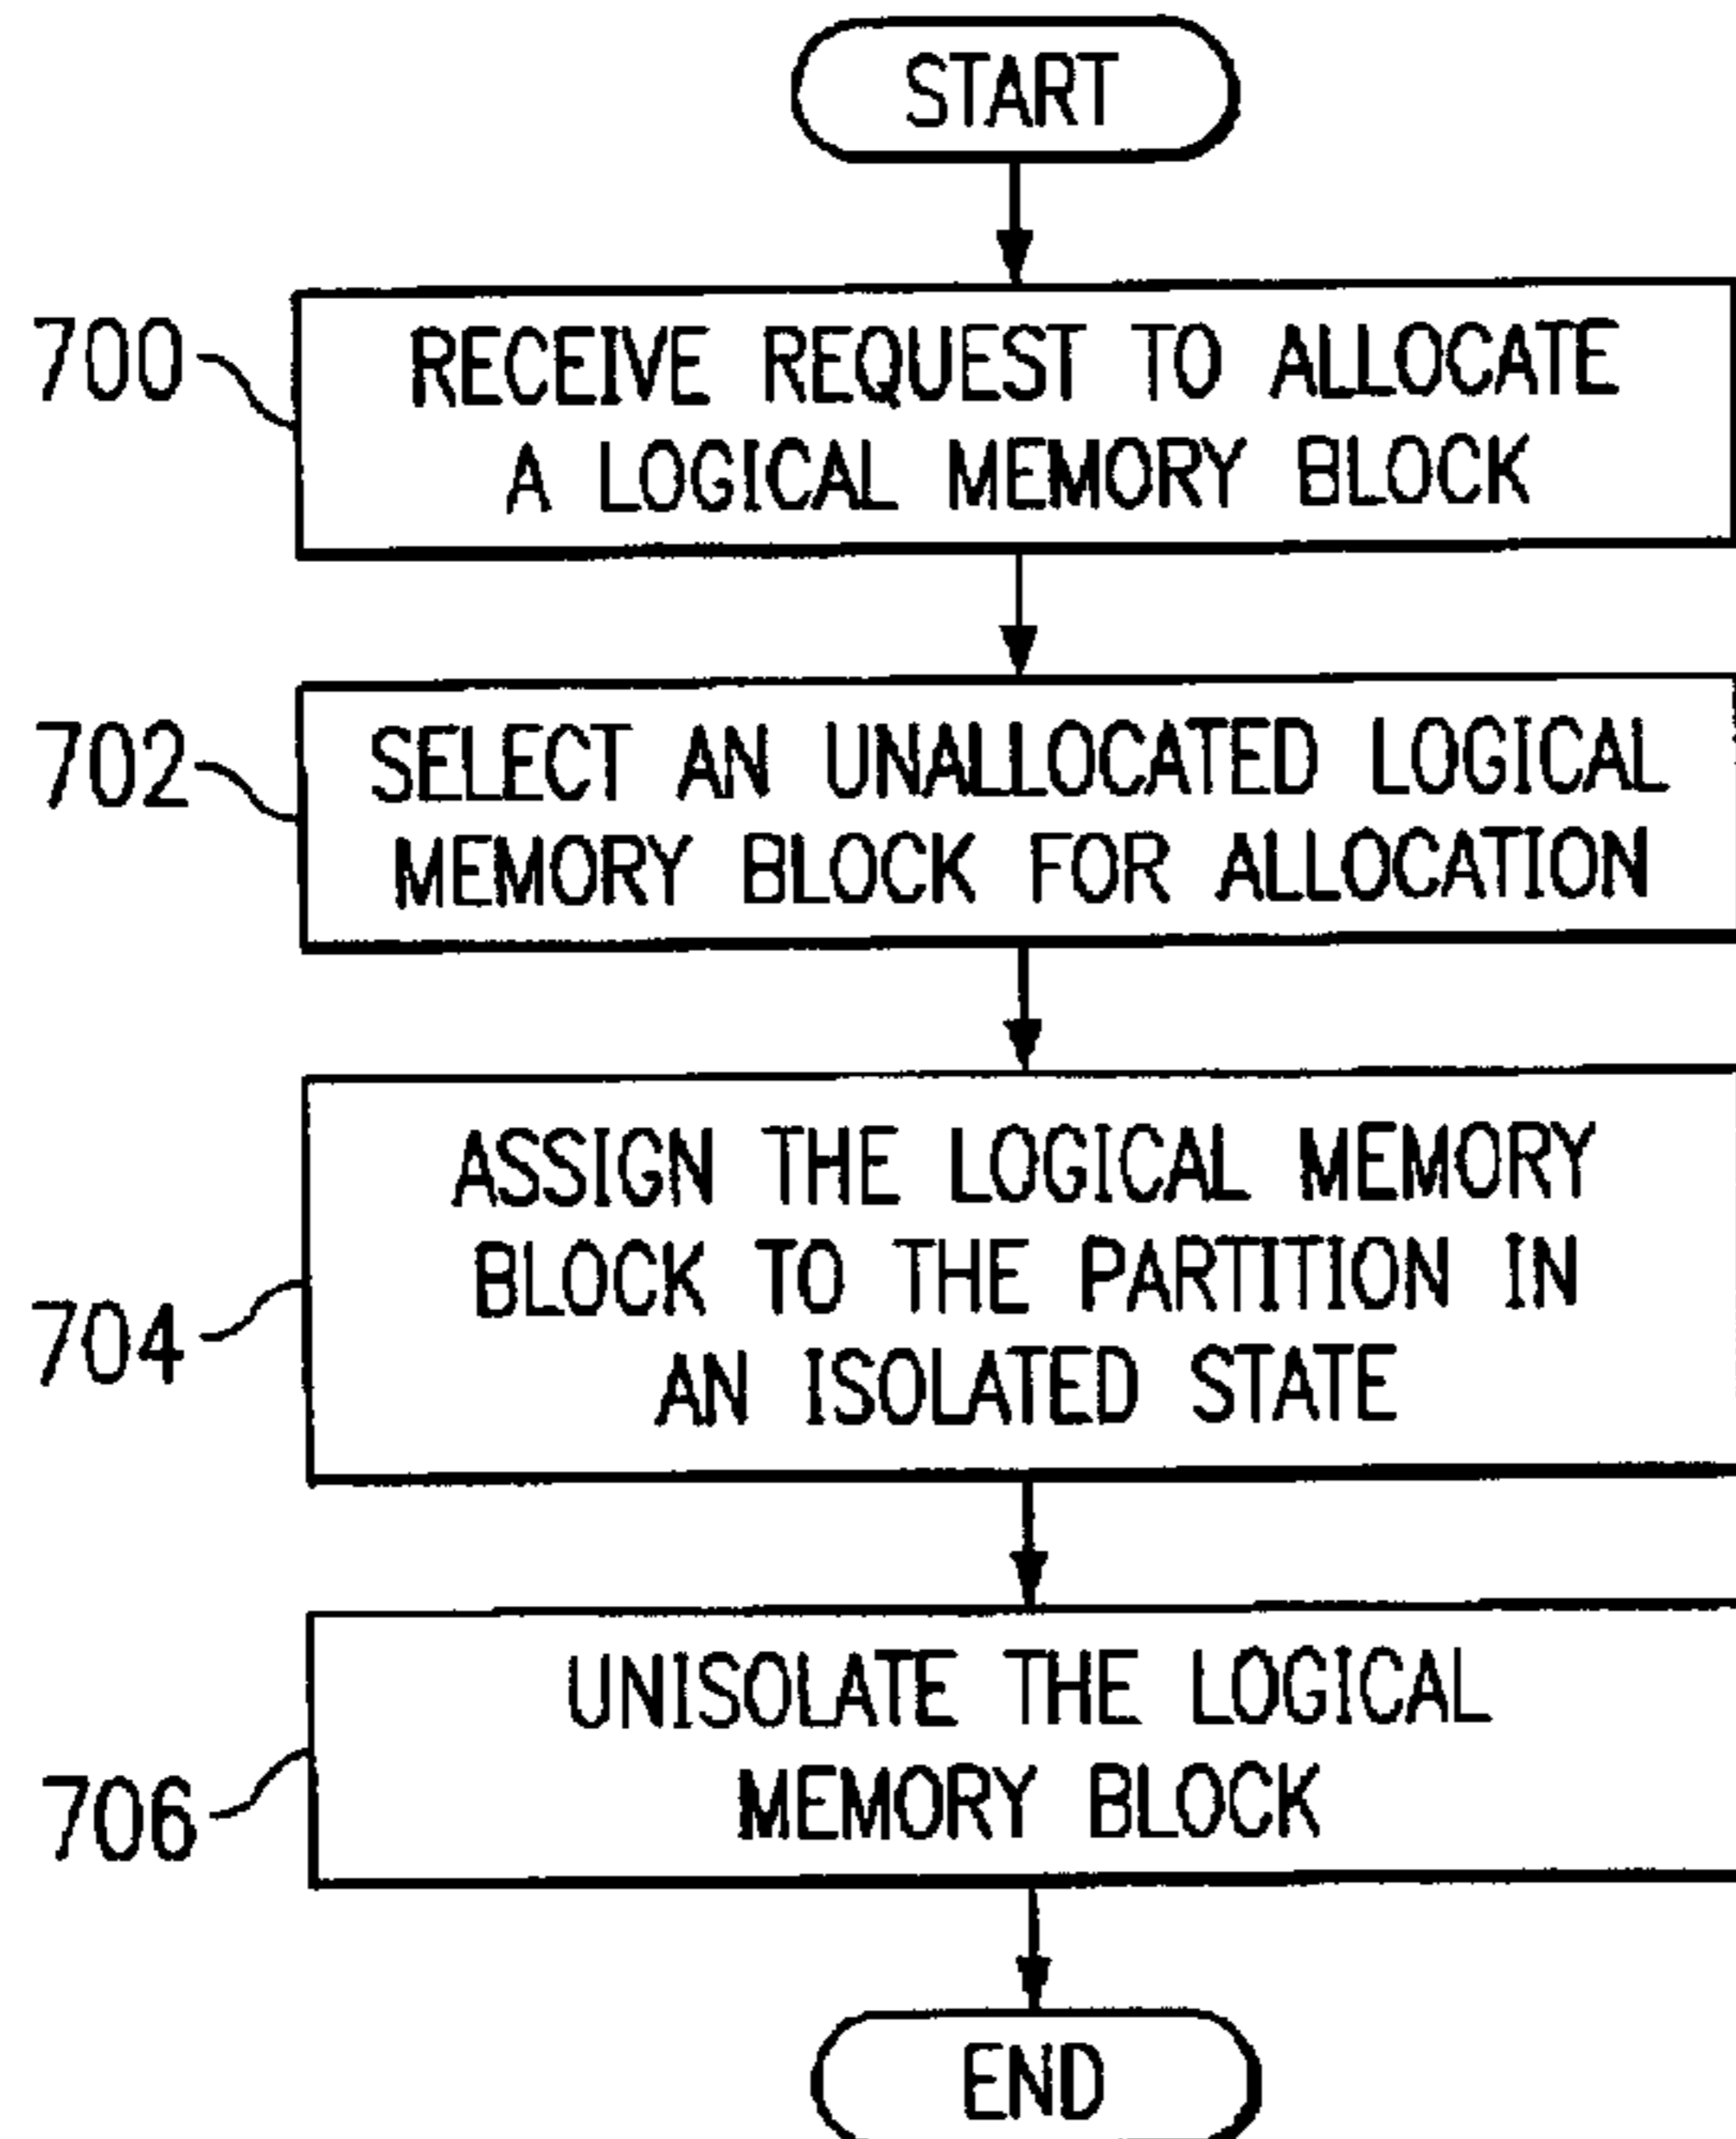 START
700
RECEIVE REQUEST TO ALLOCATE
A LOGICAL MEMORY BLOCK
702
SELECT AN UNALLOCATED LOGICAL
MEMORY BLOCK FOR ALLOCATION
704
ASSIGN THE LOGICAL MEMORY
BLOCK TO THE PARTITION IN
AN ISOLATED STATE
706
UNISOLATE THE LOGICAL
MEMORY BLOCK
END